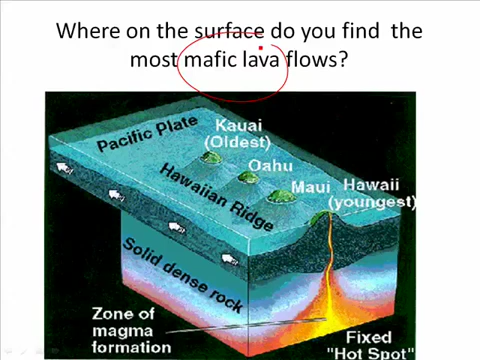 Where on the surface do you find the
most mafic lava flows?
Pacific Plate
Kauai
(Oldest)
Oahu
Hawaiian Ridge
Maui
Hawaii
(youngest)
Solid dense rock
Zone of
magma
formation
Fixed
"Hot Spot"